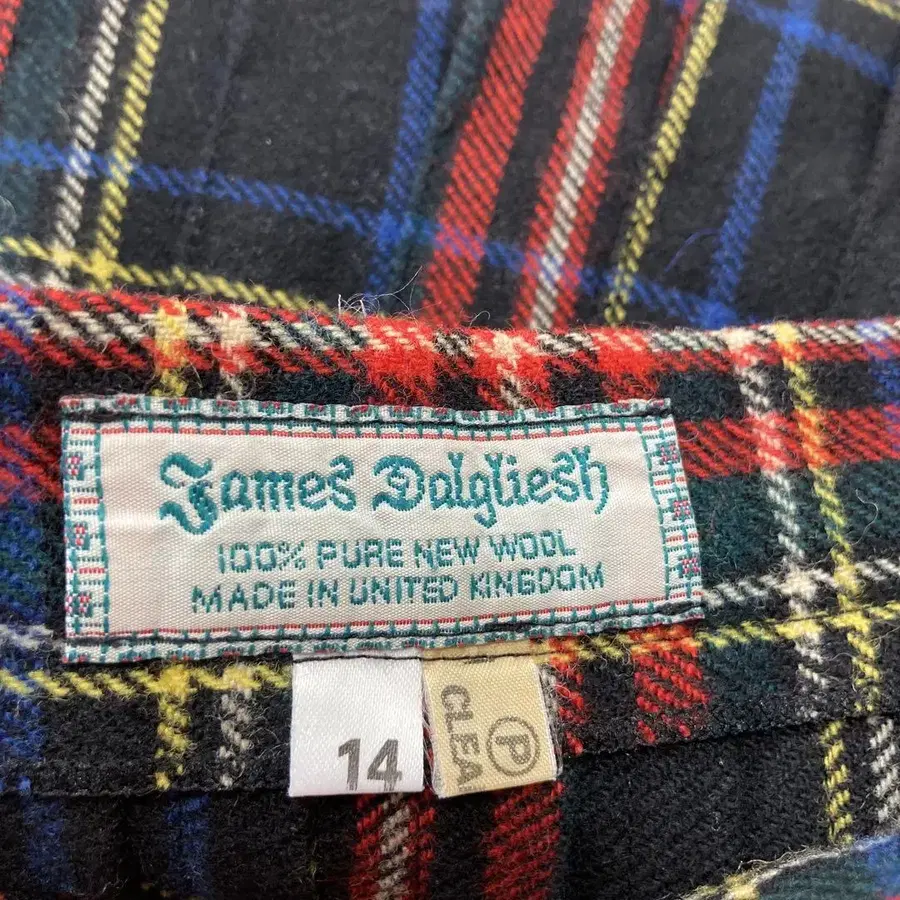 James Dalgliesh
100% PURE NEW WOOL
MADE IN UNITED KINGDOM
14
P
CLEA